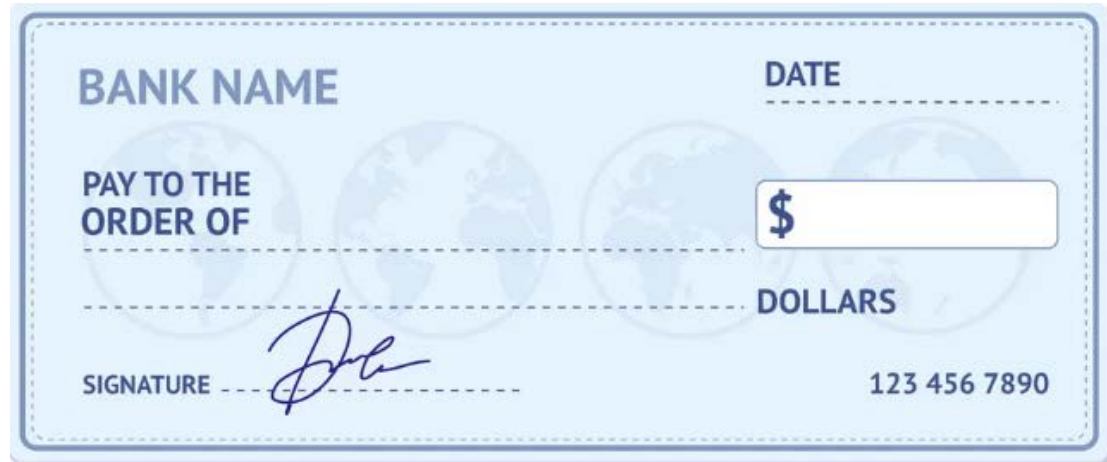 BANK NAME
DATE
PAY TO THE
ORDER OF
$
DOLLARS
SIGNATURE
123 456 7890